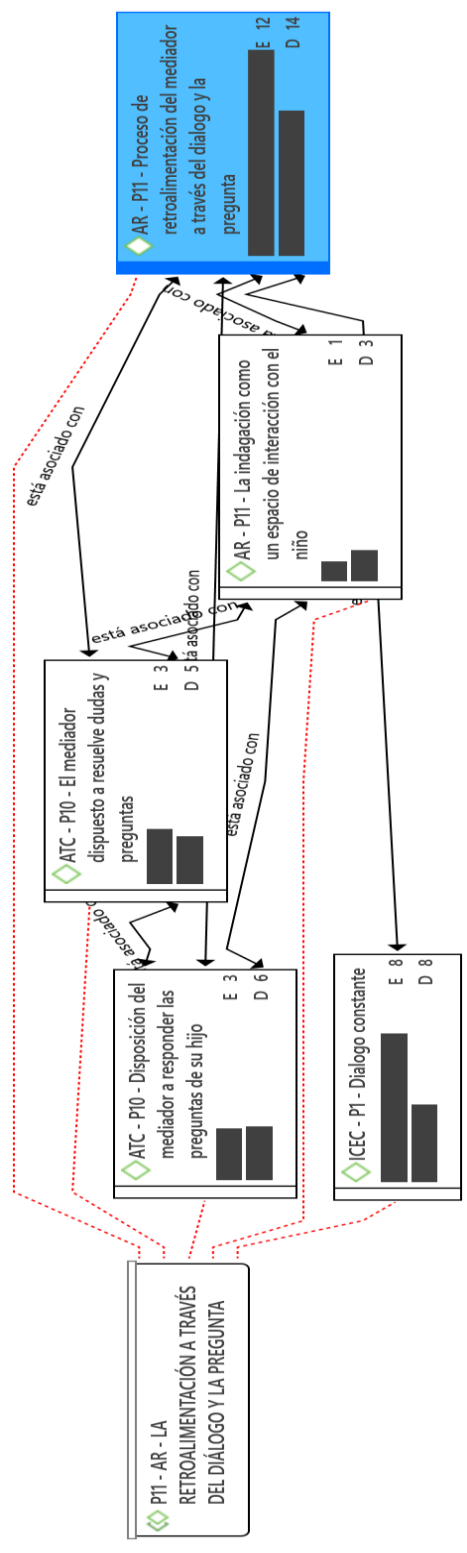 P11 - AR - LA
RETROALIMENTACIÓN A TRAVÉS
DEL DIÁLOGO Y LA PREGUNTA
ATC - P10 - Disposición del
mediador a responder las
preguntas de su hijo
E 3
D 6
ICEC - P1 - Dialogo constante
E 8
D 8
ATC - P10 - El mediador
dispuesto a resuelve dudas y
preguntas
E 3
D 5
AR - P11 - La indagación como
un espacio de interacción con el
niño
E 1
D 3
AR - P11 - Proceso de
retroalimentación del mediador
a través del dialogo y la
pregunta
E 12
D 14
está asociado con
está asociado con
tá asociado con
está asociado con
tá asociado
asociado con